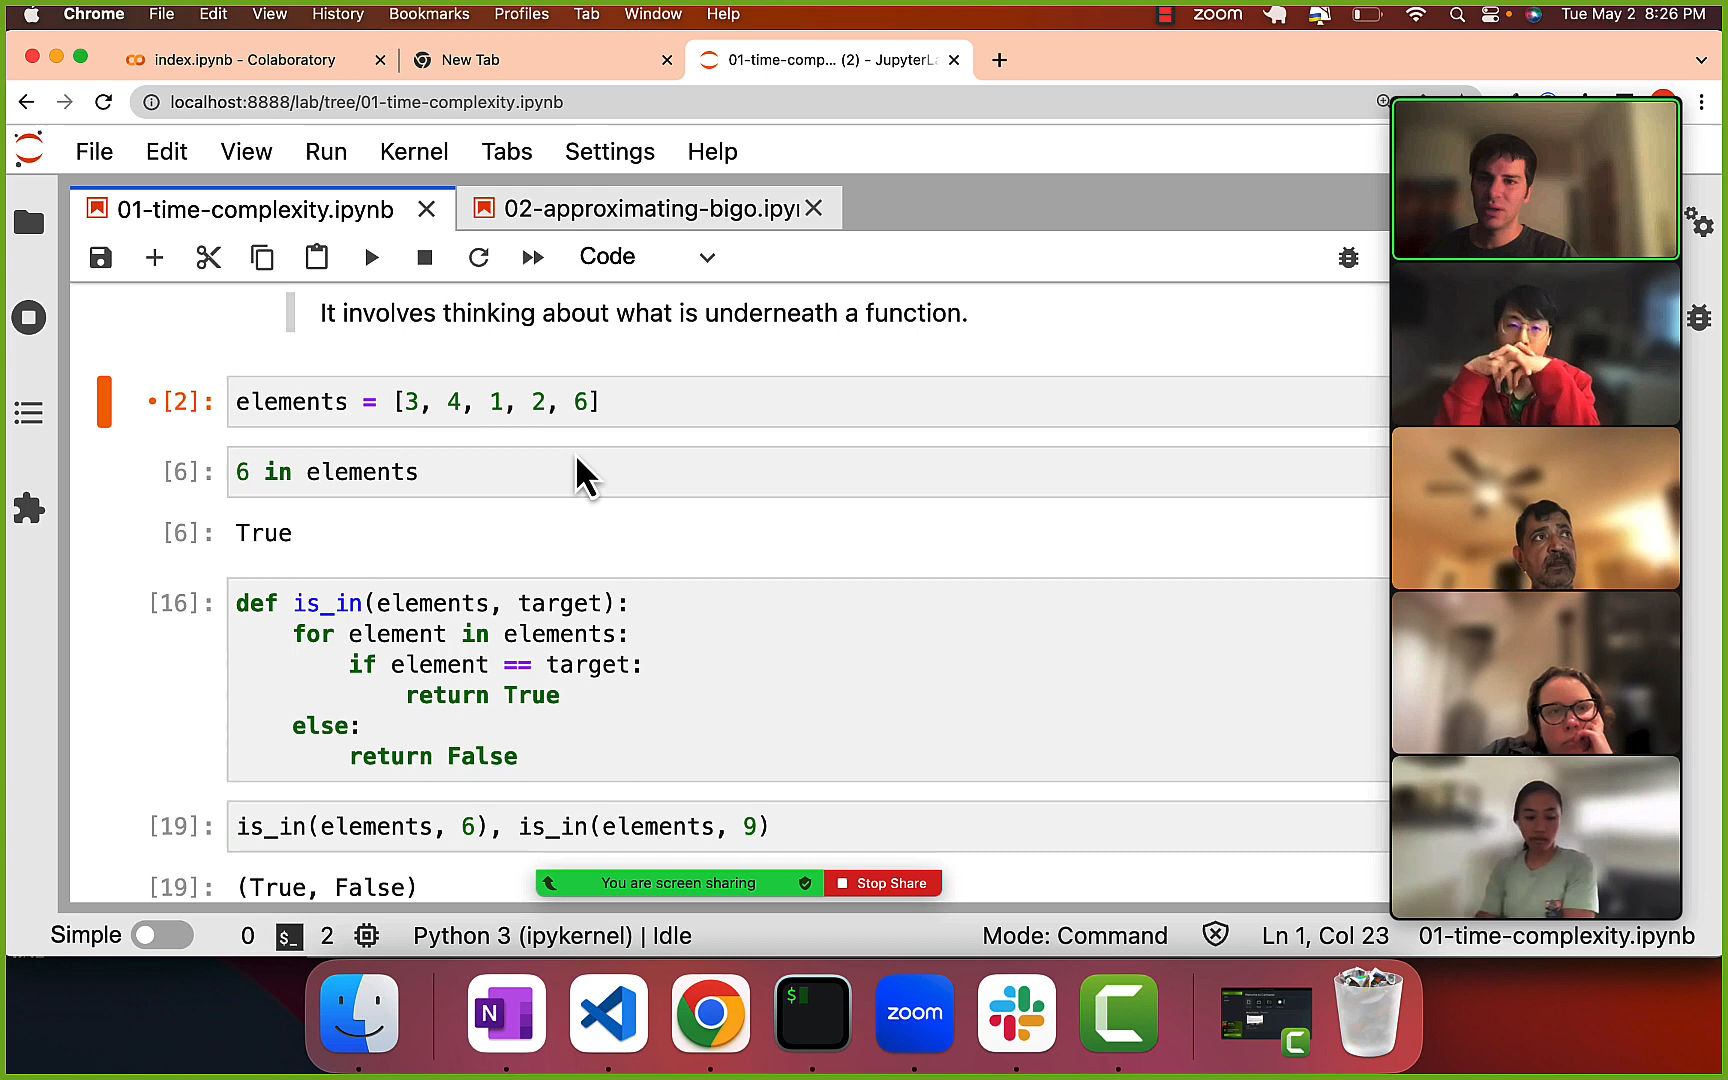 Chrome File Edit View History Bookmarks Profiles Tab Window Help zoom Tue May 2 8:26 PM
index.ipynb - Colaboratory New Tab 01-time-comp... (2) - JupyterLa
localhost:8888/lab/tree/01-time-complexity.ipynb
File Edit View Run Kernel Tabs Settings Help
01-time-complexity.ipynb 02-approximating-bigo.ipyn
Code
It involves thinking about what is underneath a function.
•[2]: elements = [3, 4, 1, 2, 6]
[6]: 6 in elements
[6]: True
[16]: def is_in(elements, target):
for element in elements:
if element == target:
return True
else:
return False
[19]: is_in(elements, 6), is_in(elements, 9)
[19]: (True, False)
You are screen sharing Stop Share
Simple 0 $_ 2 Python 3 (ipykernel) | Idle Mode: Command Ln 1, Col 23 01-time-complexity.ipynb
N $ zoom C C